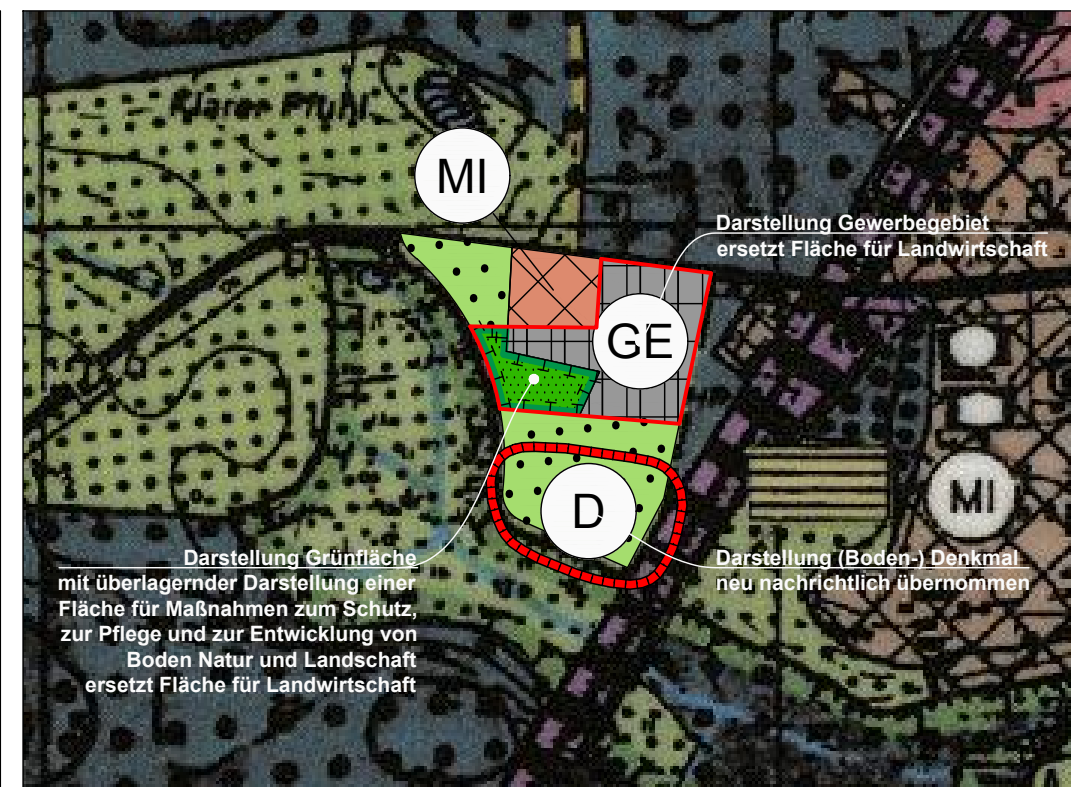 Klarer Pfuhl
MI
Darstellung Gewerbegebiet
ersetzt Fläche für Landwirtschaft
GE
MI
D
Darstellung Grünfläche
mit überlagernder Darstellung einer
Fläche für Maßnahmen zum Schutz,
zur Pflege und zur Entwicklung von
Boden Natur und Landschaft
ersetzt Fläche für Landwirtschaft
Darstellung (Boden-) Denkmal
neu nachrichtlich übernommen